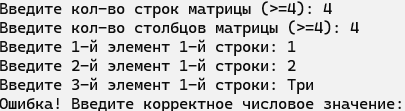 Введите кол-во строк матрицы (>=4): 4
Введите кол-во столбцов матрицы (>=4): 4
Введите 1-й элемент 1-й строки: 1
Введите 2-й элемент 1-й строки: 2
Введите 3-й элемент 1-й строки: Три
Ошибка! Введите корректное числовое значение: